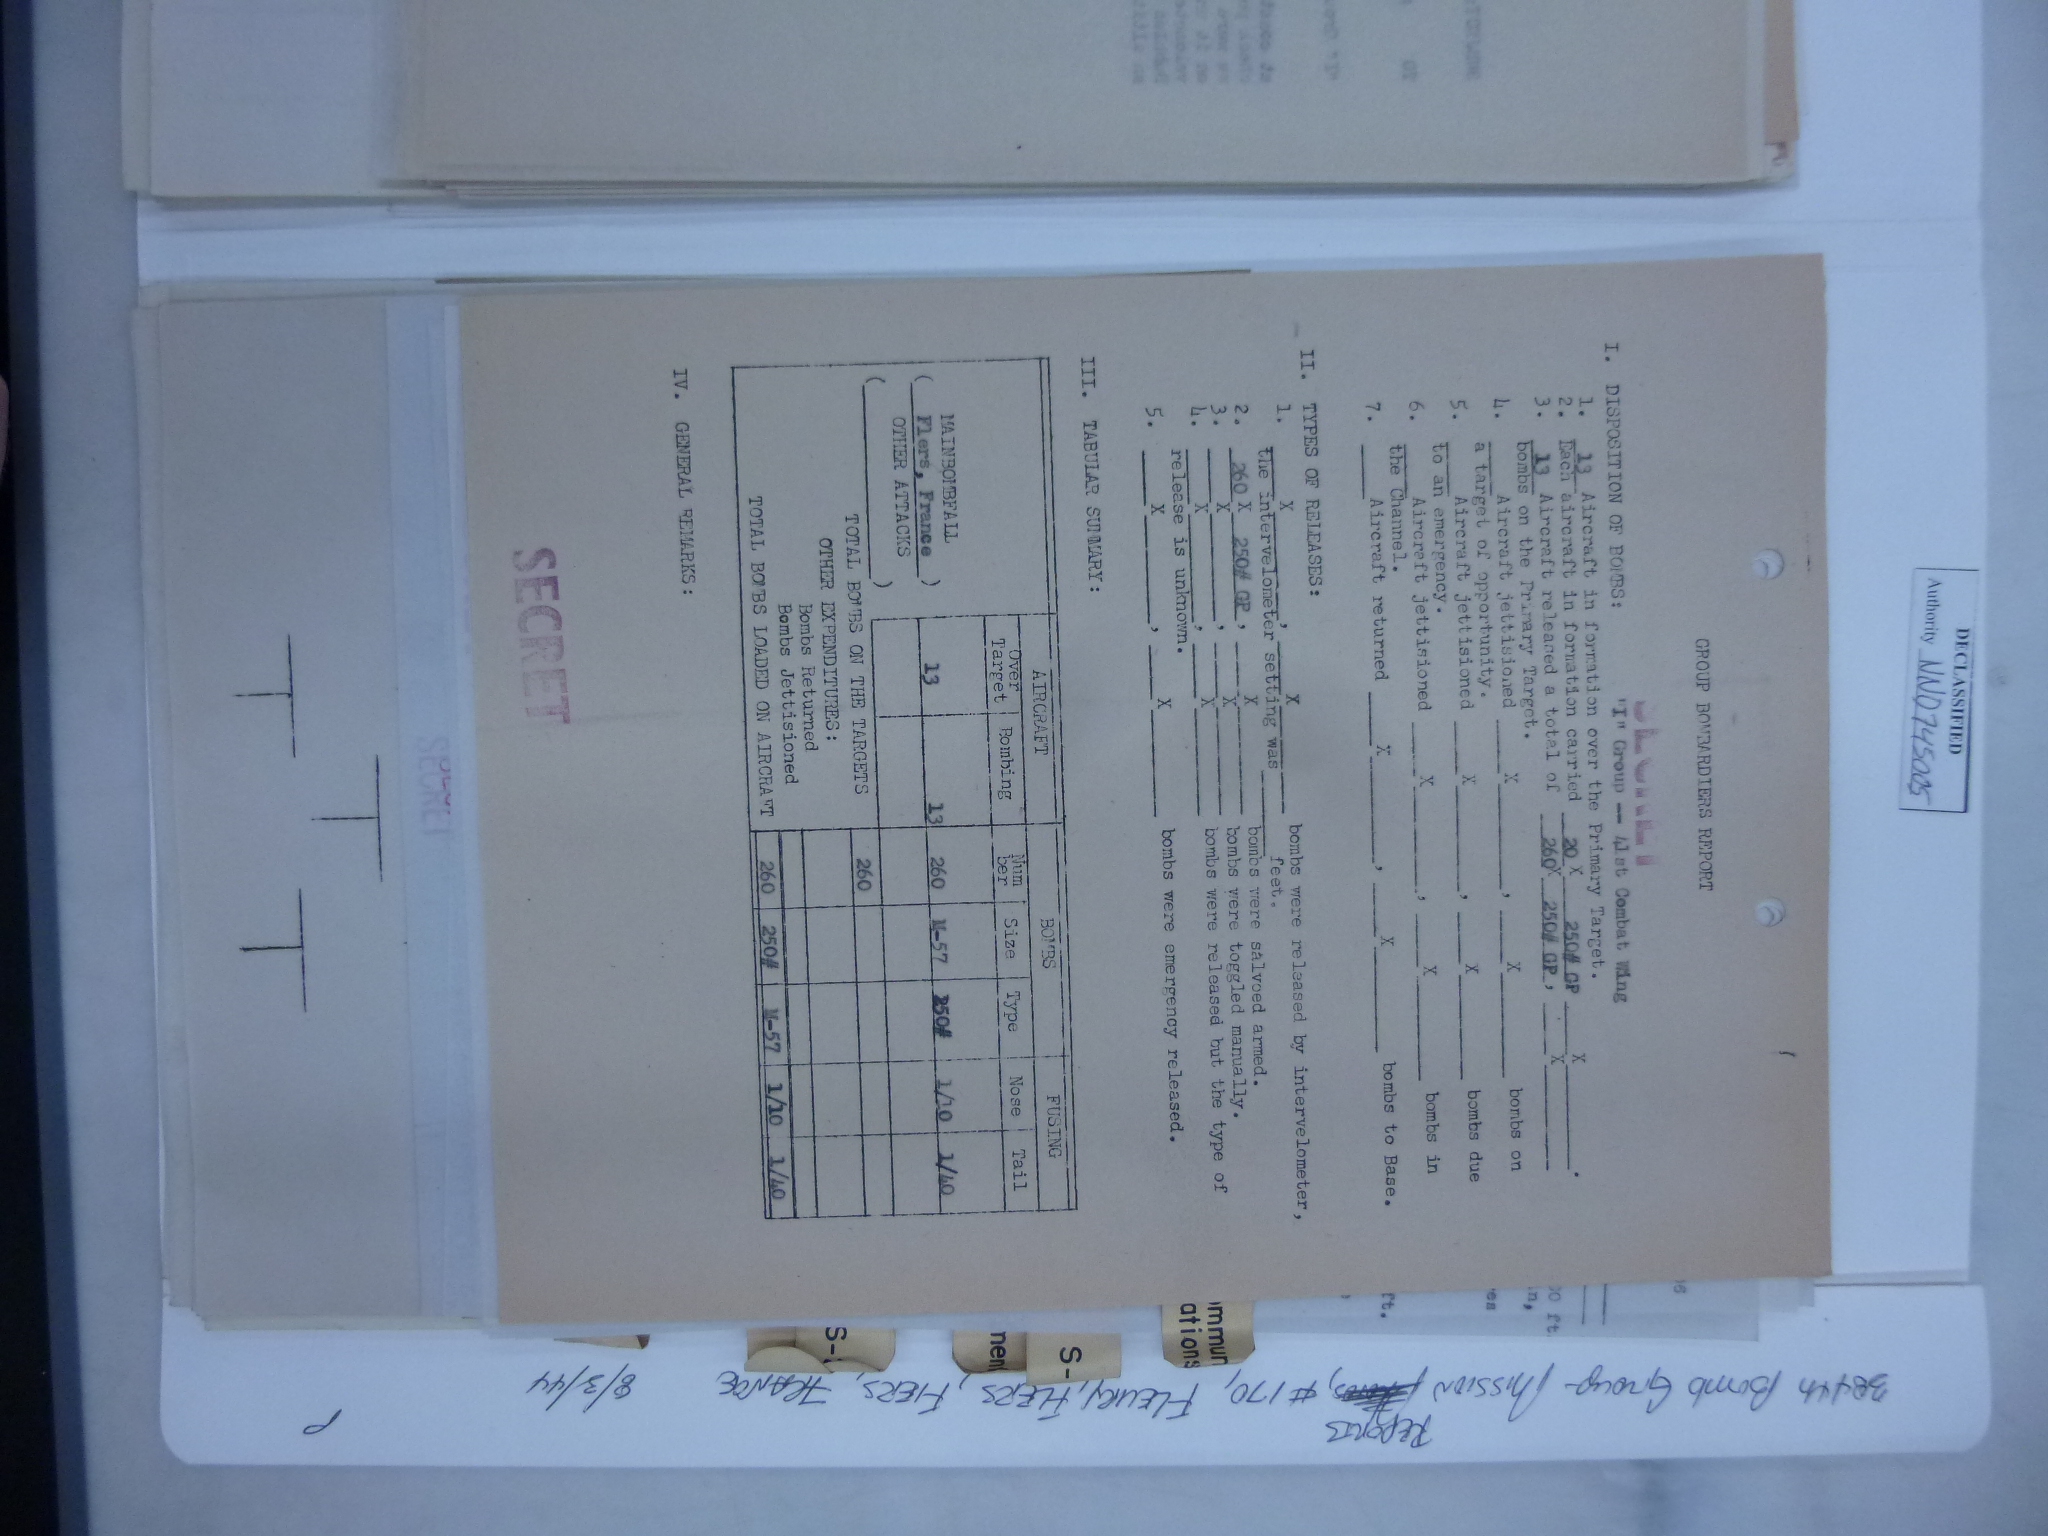 DECLASSIFIED
Authority NND745005
GROUP BOMBARDIERS REPORT
"I" Group -- 41st Combat Wing
I. DISPOSITION OF BOMBS:
1. 13 Aircraft in formation over the Primary Target.
2. Each aircraft in formation carried 20 X 250# GP X .
3. 13 Aircraft released a total of 260X 250# GP, X
bombs on the Primary Target.
4. Aircraft jettisioned X , X bombs on
a target of opportunity.
5. Aircraft jettisioned X , X bombs due
to an emergency.
6. Aircraft jettisioned X , X bombs in
the Channel.
7. Aircraft returned X , X bombs to Base.
II. TYPES OF RELEASES:
1. X , X bombs were released by intervelometer,
the intervelometer setting was feet.
2. 260 X 250# GP, X bombs were salvoed armed.
3. X , X bombs were toggled manually.
4. X , X bombs were released but the type of
release is unknown.
5. X , X bombs were emergency released.
III. TABULAR SUMMARY:
AIRCRAFT BOMBS FUSING
Over Target Bombing Num ber Size Type Nose Tail
MAINBOMBFALL
( Flers, France ) 13 13 260 M-57 250# 1/10 1/40
OTHER ATTACKS
( )
TOTAL BOMBS ON THE TARGETS 260
OTHER EXPENDITURES:
Bombs Returned
Bombs Jettisioned
TOTAL BOMBS LOADED ON AIRCRAFT 260 250# M-57 1/10 1/40
IV. GENERAL REMARKS:
SECRET
SECRET
ft.
S-
S-
ations
384th Bomb Group Mission #170, Fleury, Flers, Fiers, FRANCE 8/3/44
Reports
P